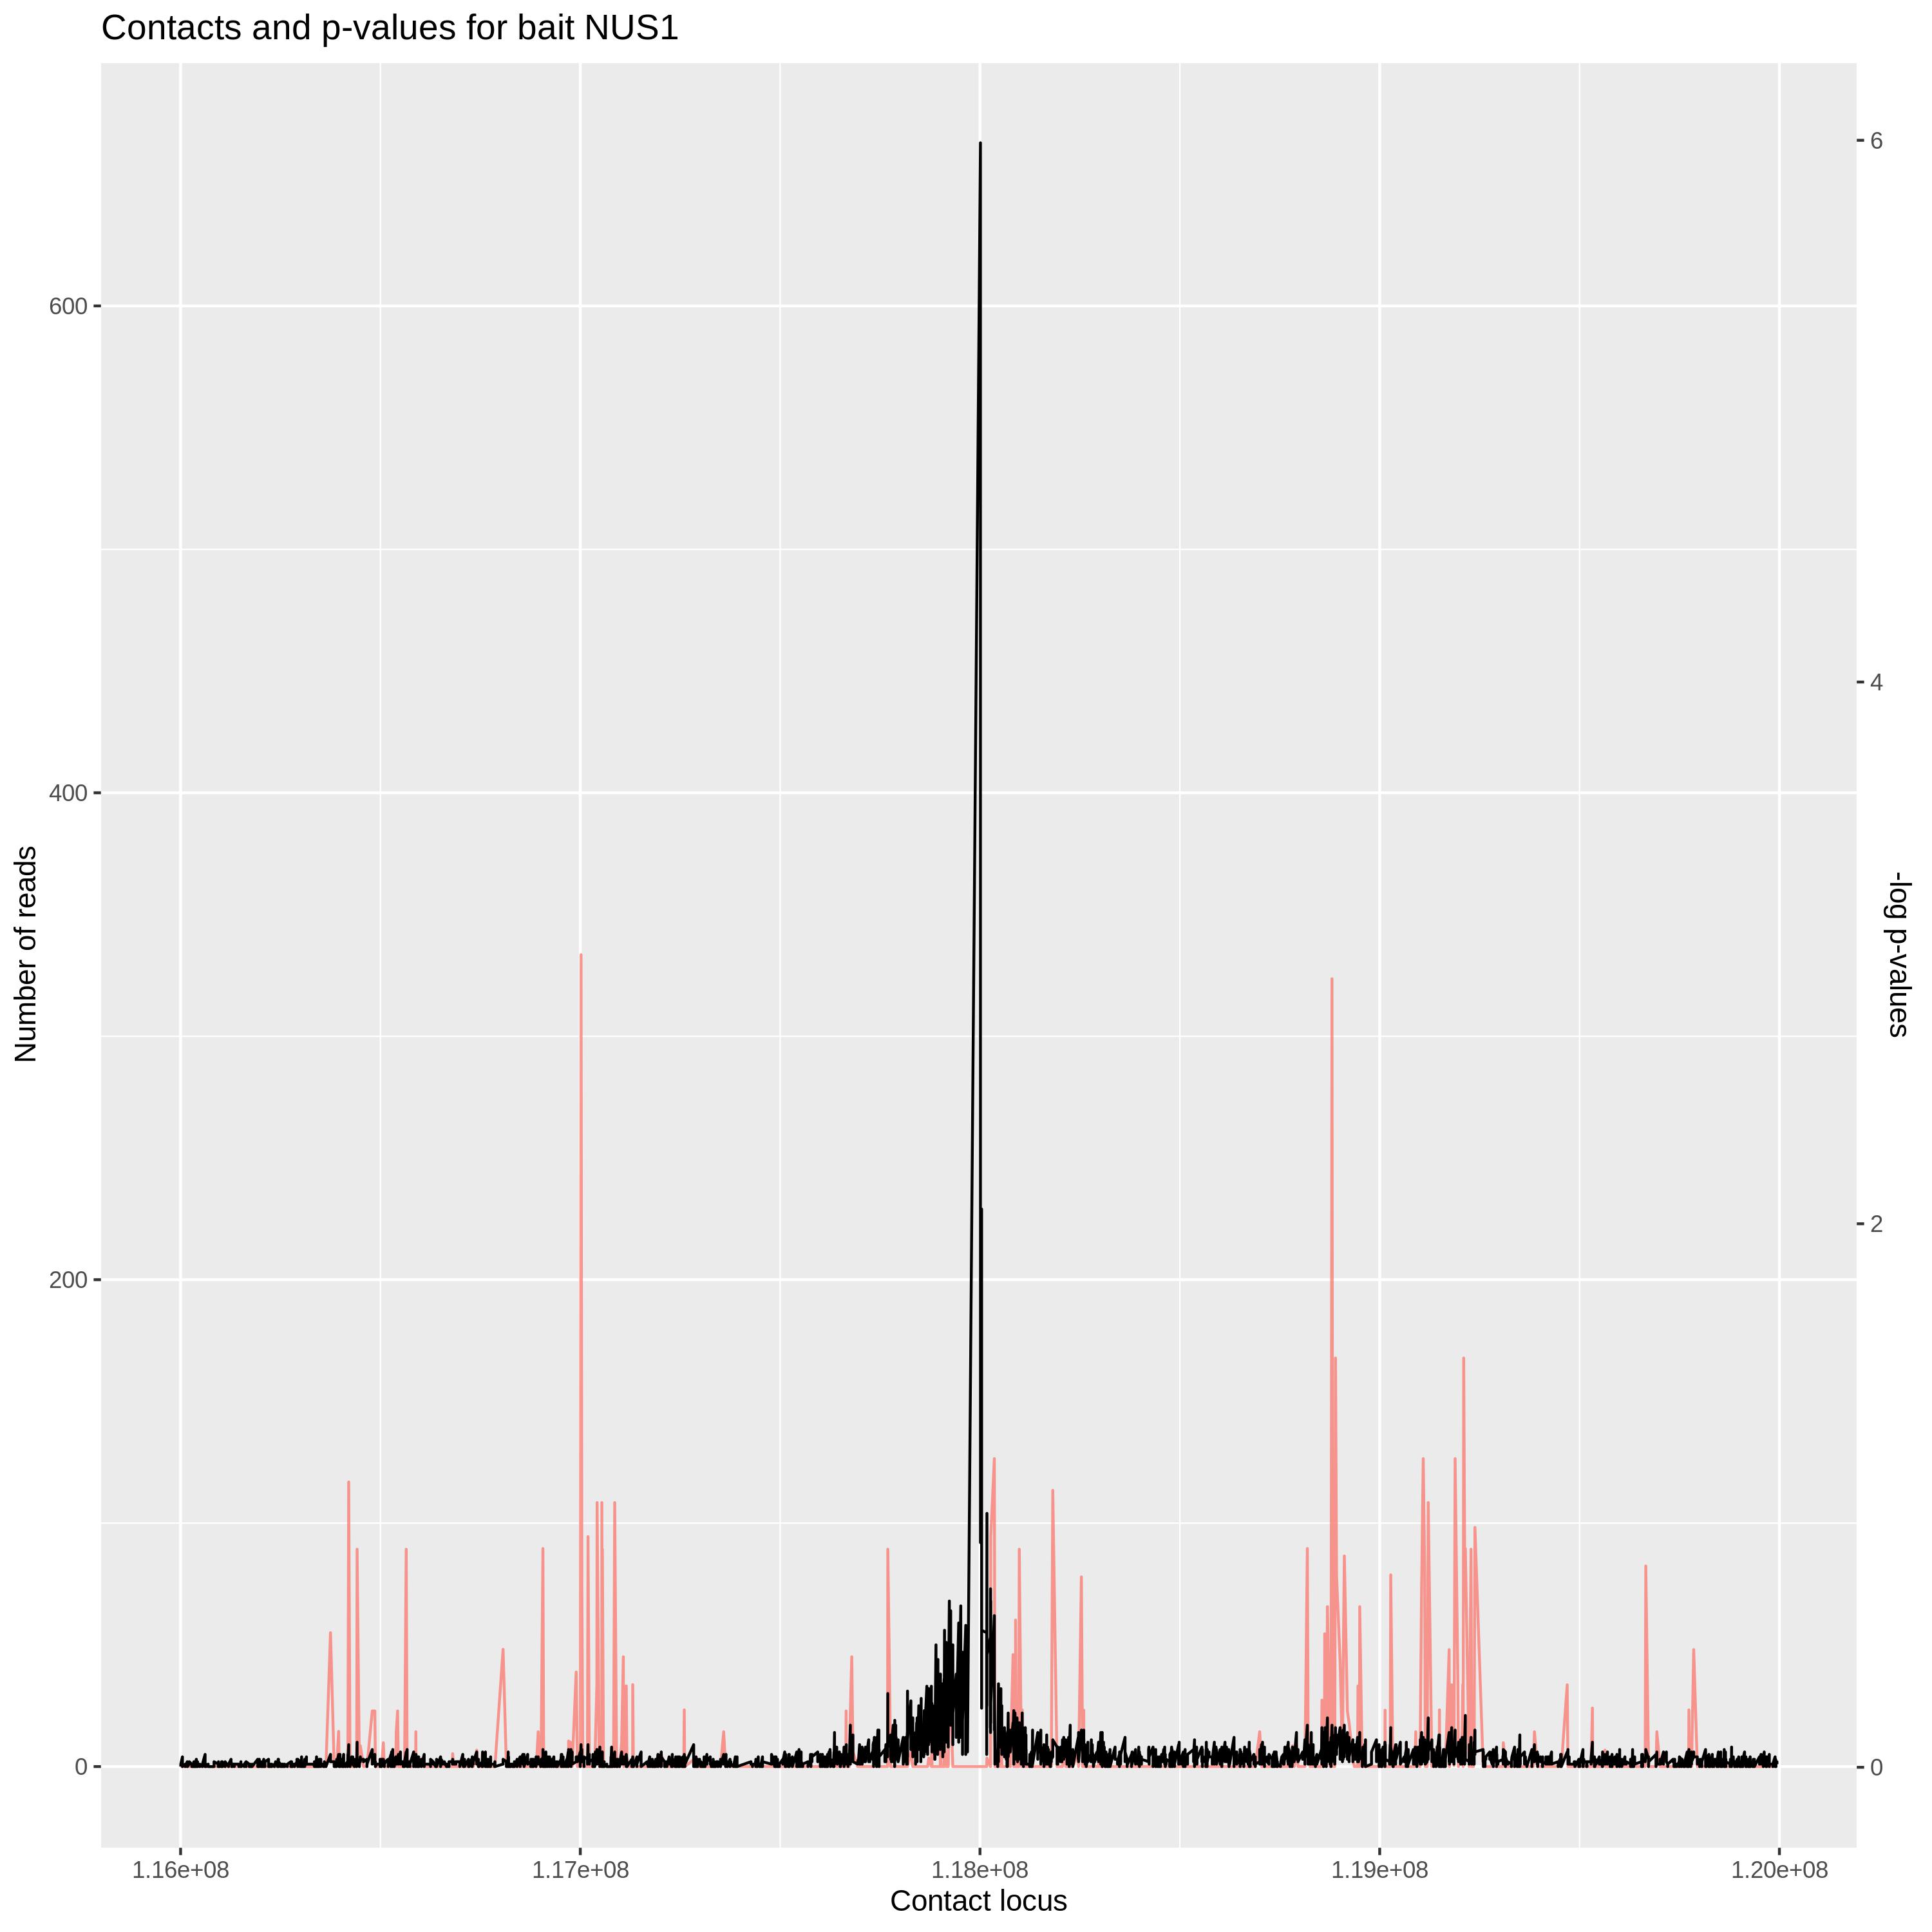 Contacts and p-values for bait NUS1
600
400
200
0
Number of reads
6
4
2
0
-log p-values
1.16e+08
1.17e+08
1.18e+08
1.19e+08
1.20e+08
Contact locus